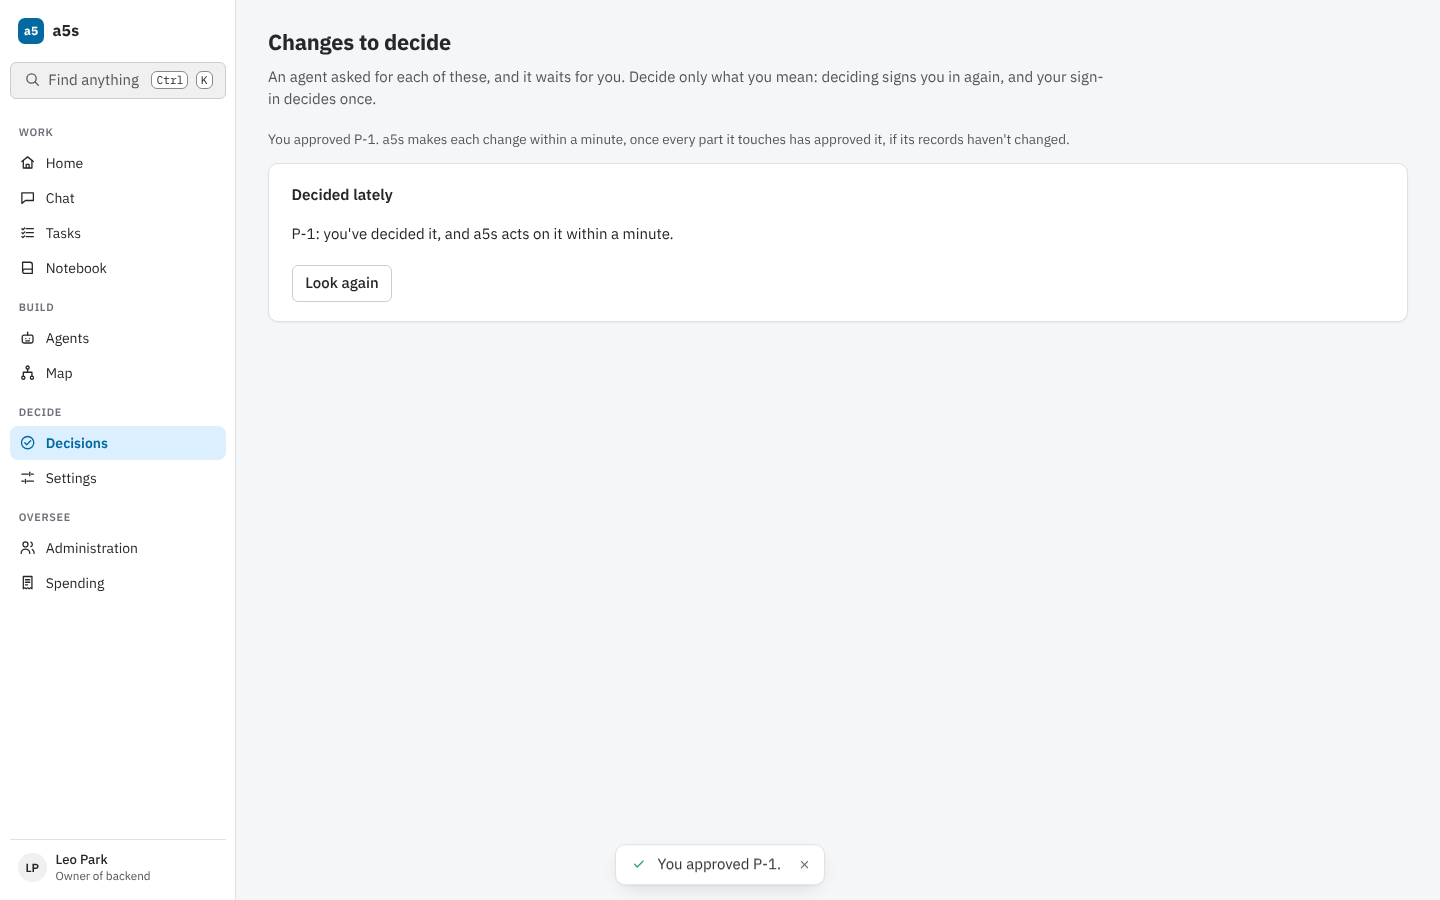 a5 a5s
Find anything Ctrl K
WORK
Home
Chat
Tasks
Notebook
BUILD
Agents
Map
DECIDE
Decisions
Settings
OVERSEE
Administration
Spending
LP Leo Park
Owner of backend
Changes to decide
An agent asked for each of these, and it waits for you. Decide only what you mean: deciding signs you in again, and your sign-
in decides once.
You approved P-1. a5s makes each change within a minute, once every part it touches has approved it, if its records haven't changed.
Decided lately
P-1: you've decided it, and a5s acts on it within a minute.
Look again
You approved P-1.